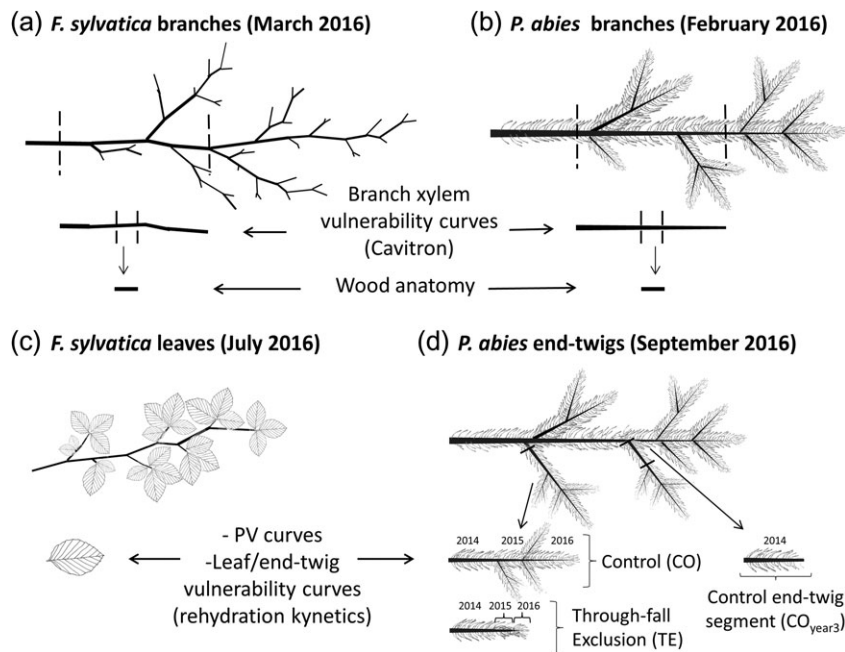 (a) F. sylvatica branches (March 2016)
(b) P. abies branches (February 2016)
Branch xylem
vulnerability curves
(Cavitron)
Wood anatomy
(c) F. sylvatica leaves (July 2016)
(d) P. abies end-twigs (September 2016)
- PV curves
-Leaf/end-twig
vulnerability curves
(rehydration kynetics)
2014 2015 2016
Control (CO)
2014 2015 2016
Through-fall
Exclusion (TE)
2014
Control end-twig
segment (COyear3)